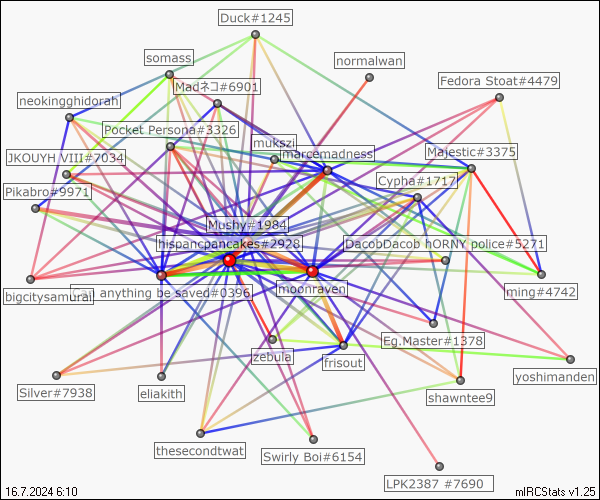 Duck#1245
somass
normalwan
Madネコ#6901
Fedora Stoat#4479
neokingghidorah
Pocket Persona#3326
mukszi
marcemadness
Majestic#3375
JKOUYH VIII#7034
Cypha#1717
Pikabro#9971
Mushy#1984
hispancpancakes#2928
DacobDacob hORNY police#5271
bigcitysamurai
anything be saved#0396
moonraven
ming#4742
Eg.Master#1378
zebula
frisout
yoshimanden
Silver#7938
eliakith
shawntee9
thesecondtwat
Swirly Boi#6154
LPK2387 #7690
16.7.2024 6:10
mIRCStats v1.25